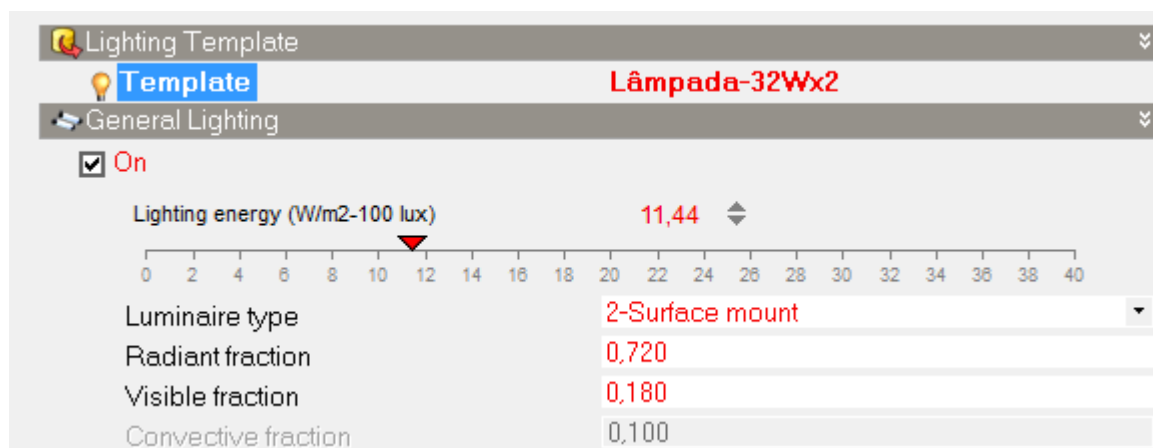 Lighting Template
Template Lâmpada-32Wx2
General Lighting
On
Lighting energy (W/m2-100 lux) 11,44
0 2 4 6 8 10 12 14 16 18 20 22 24 26 28 30 32 34 36 38 40
Luminaire type 2-Surface mount
Radiant fraction 0,720
Visible fraction 0,180
Convective fraction 0,100